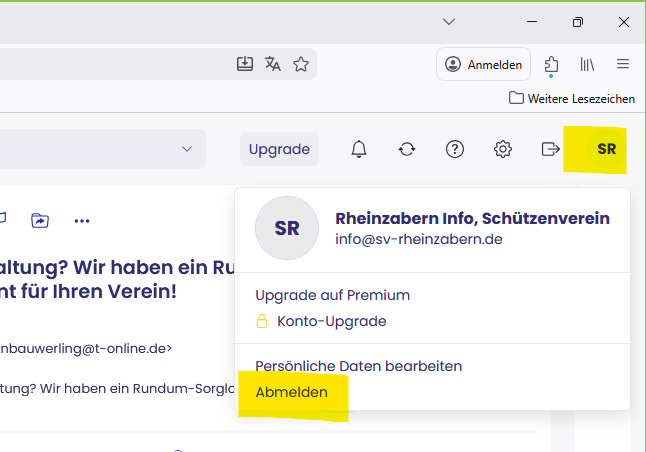 Anmelden
Weitere Lesezeichen
Upgrade
SR
SR
Rheinzabern Info, Schützenverein
info@sv-rheinzabern.de
altung? Wir haben ein Ru
nt für Ihren Verein!
Upgrade auf Premium
Konto-Upgrade
nbauwerling@t-online.de>
Persönliche Daten bearbeiten
ltung? Wir haben ein Rundum-Sorglo
Abmelden